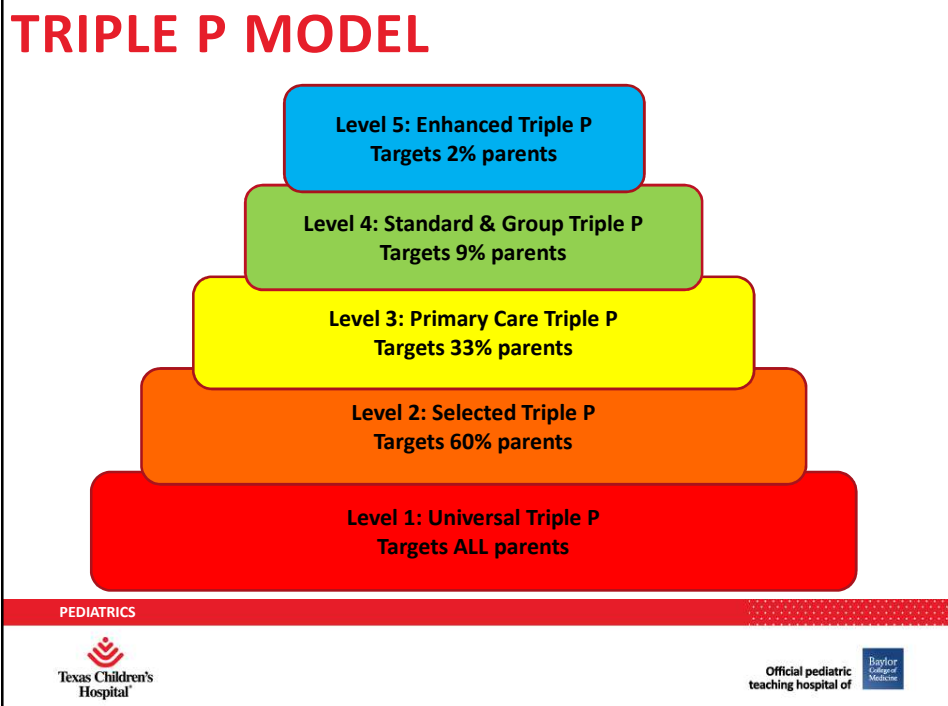 TRIPLE P MODEL
Level 5: Enhanced Triple P
Targets 2% parents
Level 4: Standard & Group Triple P
Targets 9% parents
Level 3: Primary Care Triple P
Targets 33% parents
Level 2: Selected Triple P
Targets 60% parents
Level 1: Universal Triple P
Targets ALL parents
PEDIATRICS
Texas Children's
Hospital®
Official pediatric
teaching hospital of
Baylor
College of
Medicine